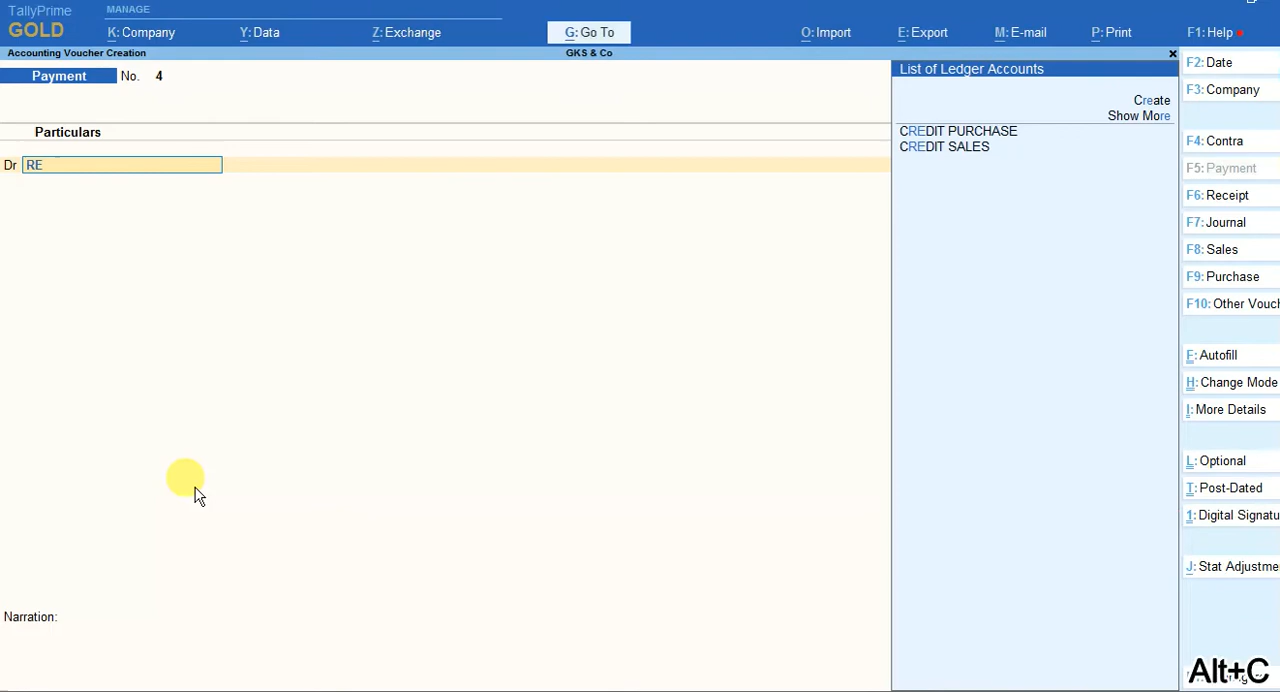 TallyPrime
GOLD
MANAGE
K: Company
Y: Data
Z: Exchange
G: Go To
O: Import
E: Export
M: E-mail
P: Print
F1: Help
Accounting Voucher Creation
GKS & Co
×
Payment
No. 4
Particulars
Dr RE
Narration:
List of Ledger Accounts
Create
Show More
CREDIT PURCHASE
CREDIT SALES
F2: Date
F3: Company
F4: Contra
F5: Payment
F6: Receipt
F7: Journal
F8: Sales
F9: Purchase
F10: Other Vouch
F: Autofill
H: Change Mode
I: More Details
L: Optional
T: Post-Dated
1: Digital Signatu
J: Stat Adjustme
Alt+C